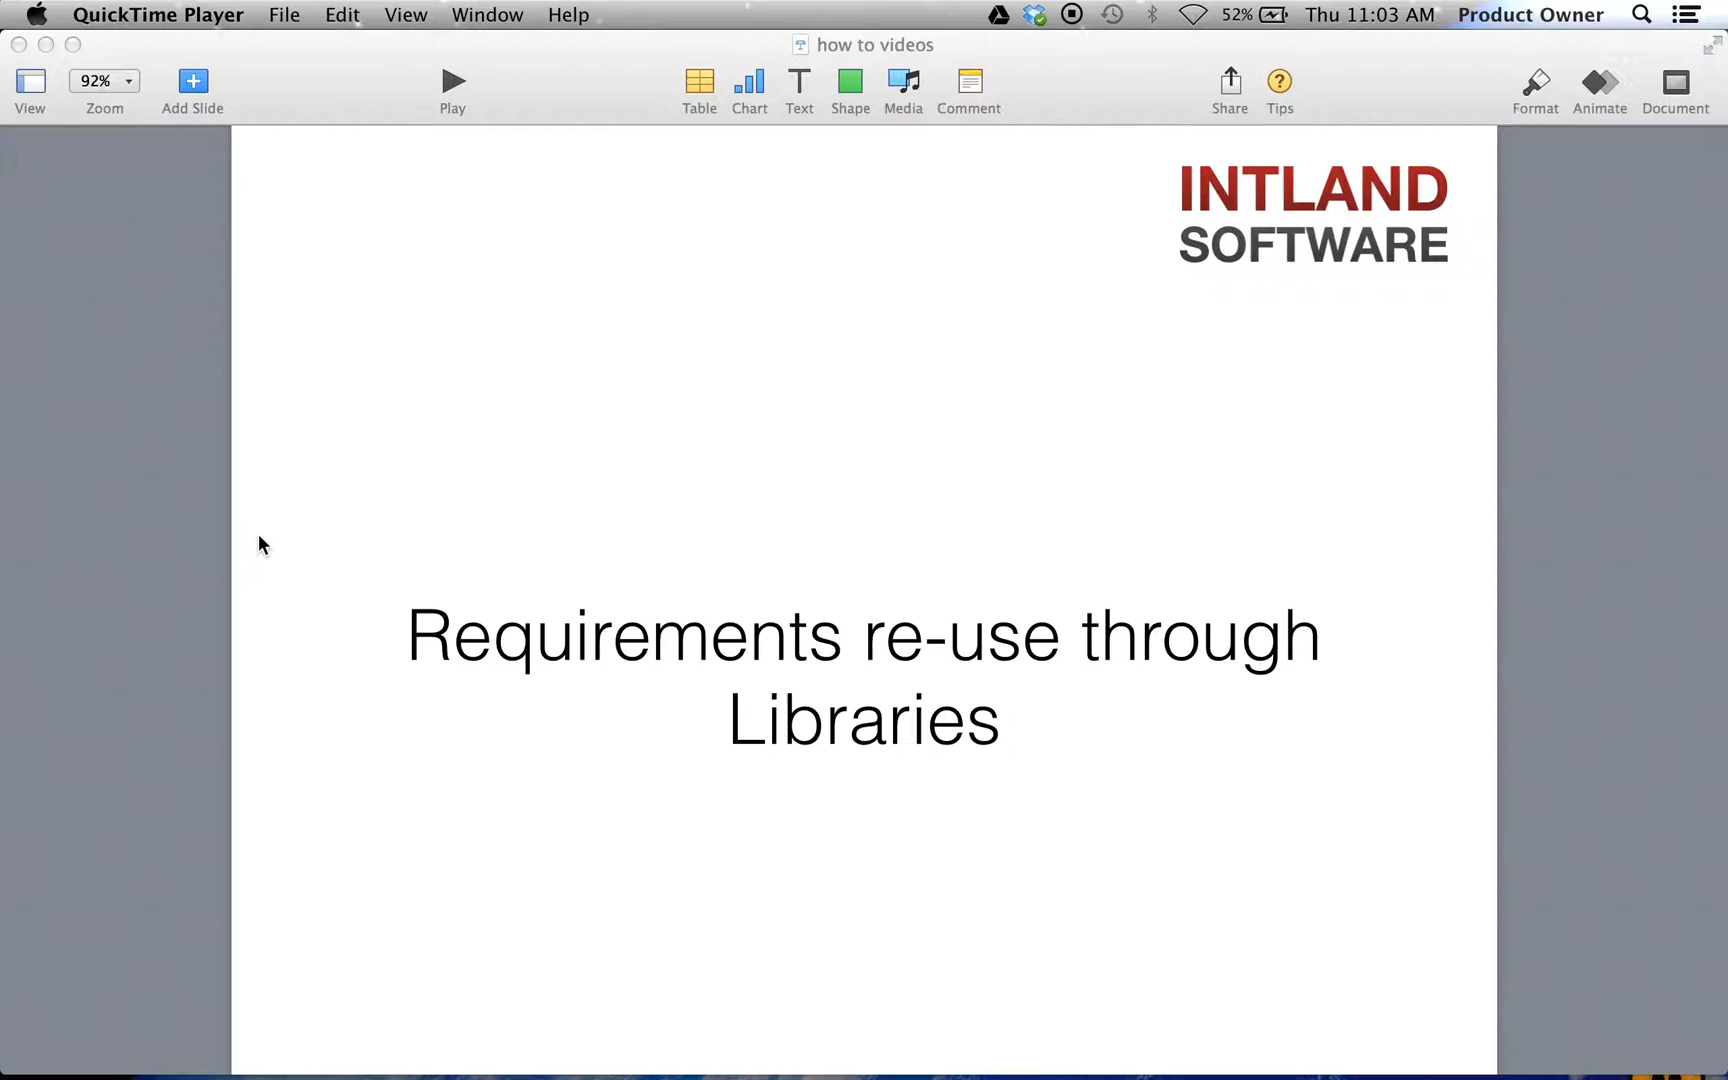 QuickTime Player File Edit View Window Help 52% Thu 11:03 AM Product Owner
how to videos
92%
View Zoom Add Slide Play Table Chart Text Shape Media Comment Share Tips Format Animate Document
INTLAND
SOFTWARE
Requirements re-use through
Libraries